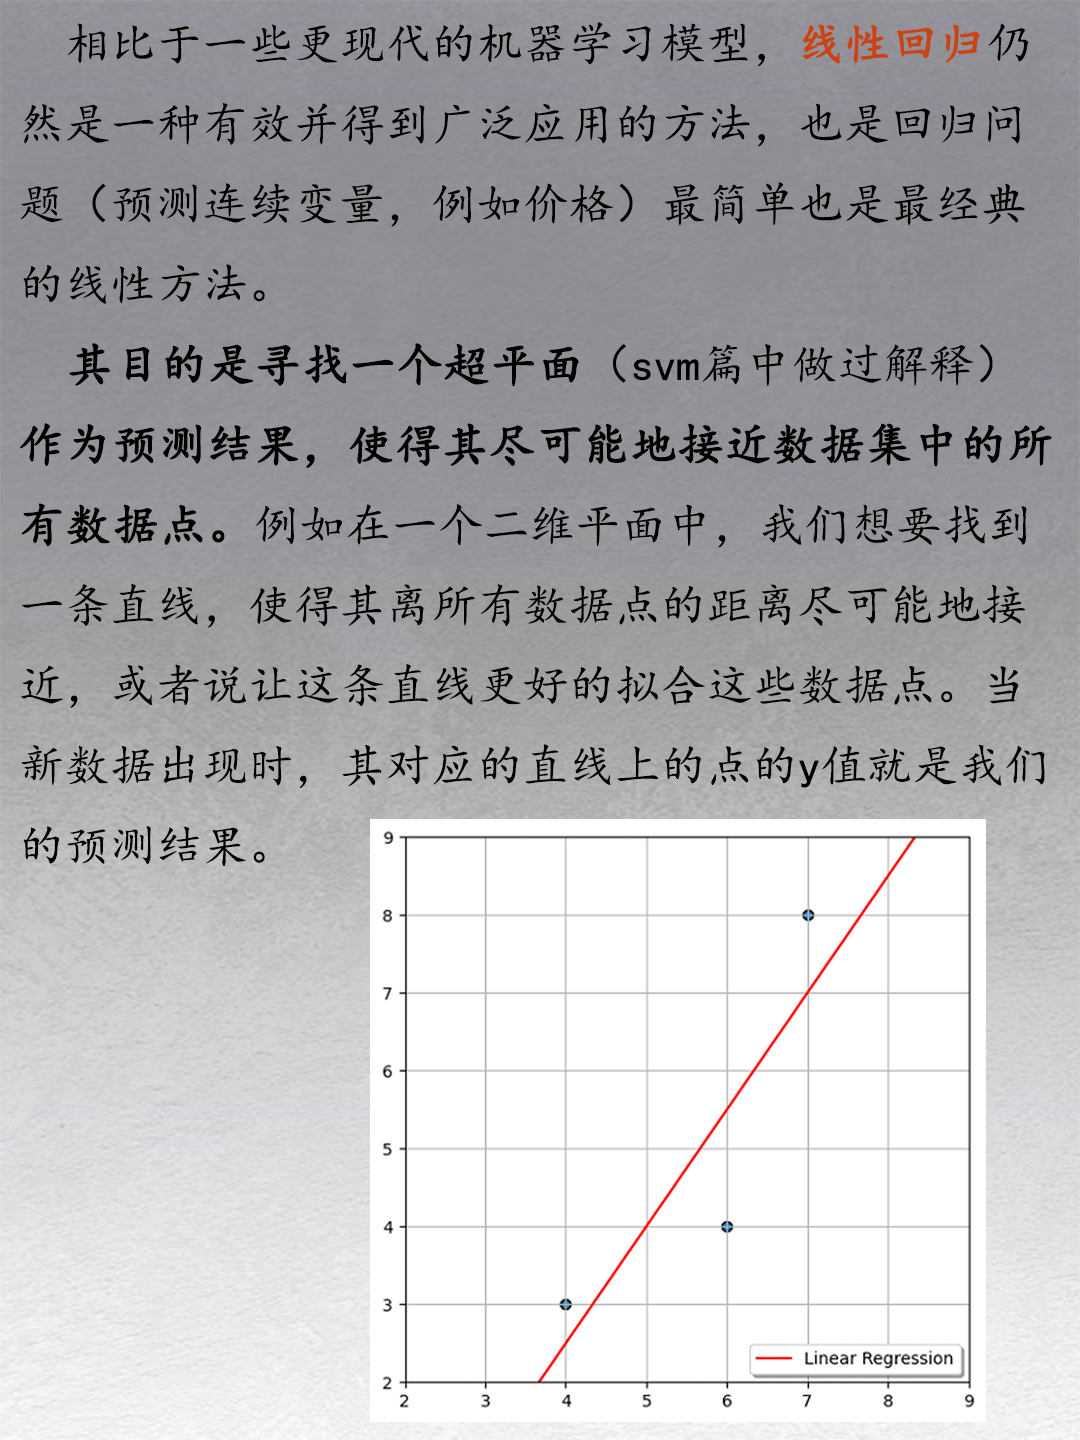 相比于一些更现代的机器学习模型，线性回归仍
然是一种有效并得到广泛应用的方法，也是回归问
题（预测连续变量，例如价格）最简单也是最经典
的线性方法。
其目的是寻找一个超平面（svm篇中做过解释）
作为预测结果，使得其尽可能地接近数据集中的所
有数据点。例如在一个二维平面中，我们想要找到
一条直线，使得其离所有数据点的距离尽可能地接
近，或者说让这条直线更好的拟合这些数据点。当
新数据出现时，其对应的直线上的点的y值就是我们
的预测结果。
9
8
7
6
5
4
3
2
Linear Regression
2 3 4 5 6 7 8 9